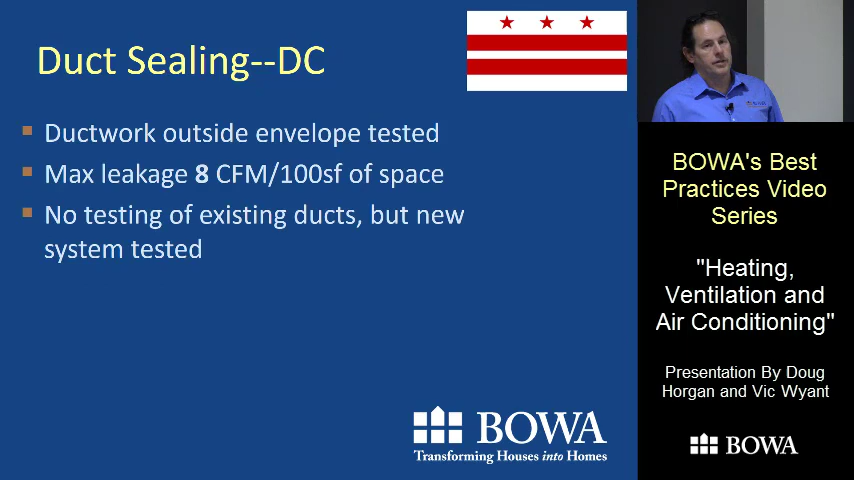 Duct Sealing--DC
Ductwork outside envelope tested
Max leakage 8 CFM/100sf of space
No testing of existing ducts, but new
system tested
BOWA
Transforming Houses into Homes
BOWA's Best
Practices Video
Series
"Heating,
Ventilation and
Air Conditioning"
Presentation By Doug
Horgan and Vic Wyant
BOWA